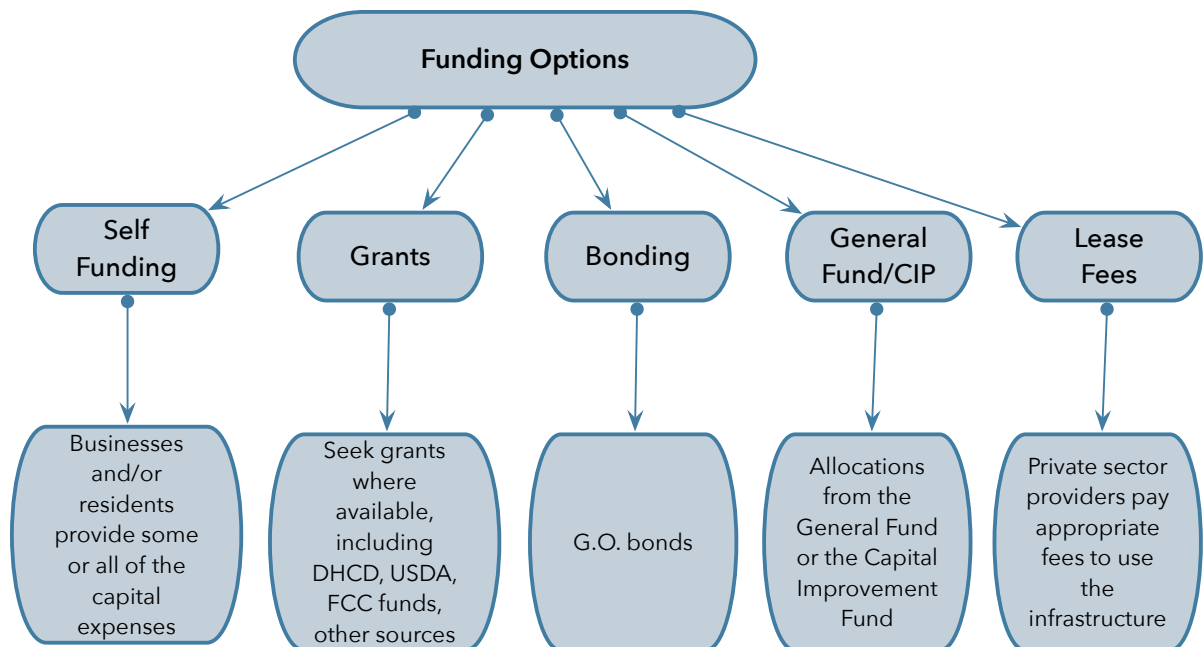 Funding Options
Self
Funding
Grants
Bonding
General
Fund/CIP
Lease
Fees
Businesses
and/or
residents
provide some
or all of the
capital
expenses
Seek grants
where
available,
including
DHCD, USDA,
FCC funds,
other sources
G.O. bonds
Allocations
from the
General Fund
or the Capital
Improvement
Fund
Private sector
providers pay
appropriate
fees to use
the
infrastructure